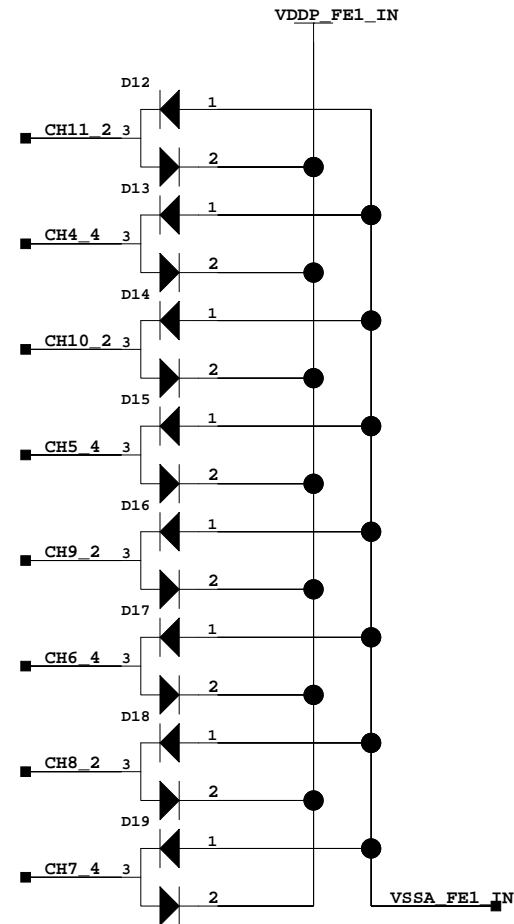 VDDP_FE1_IN
D12
1
CH11_2 3
2
D13
1
CH4_4 3
2
D14
1
CH10_2 3
2
D15
1
CH5_4 3
2
D16
1
CH9_2 3
2
D17
1
CH6_4 3
2
D18
1
CH8_2 3
2
D19
1
CH7_4 3
2
VSSA_FE1_IN